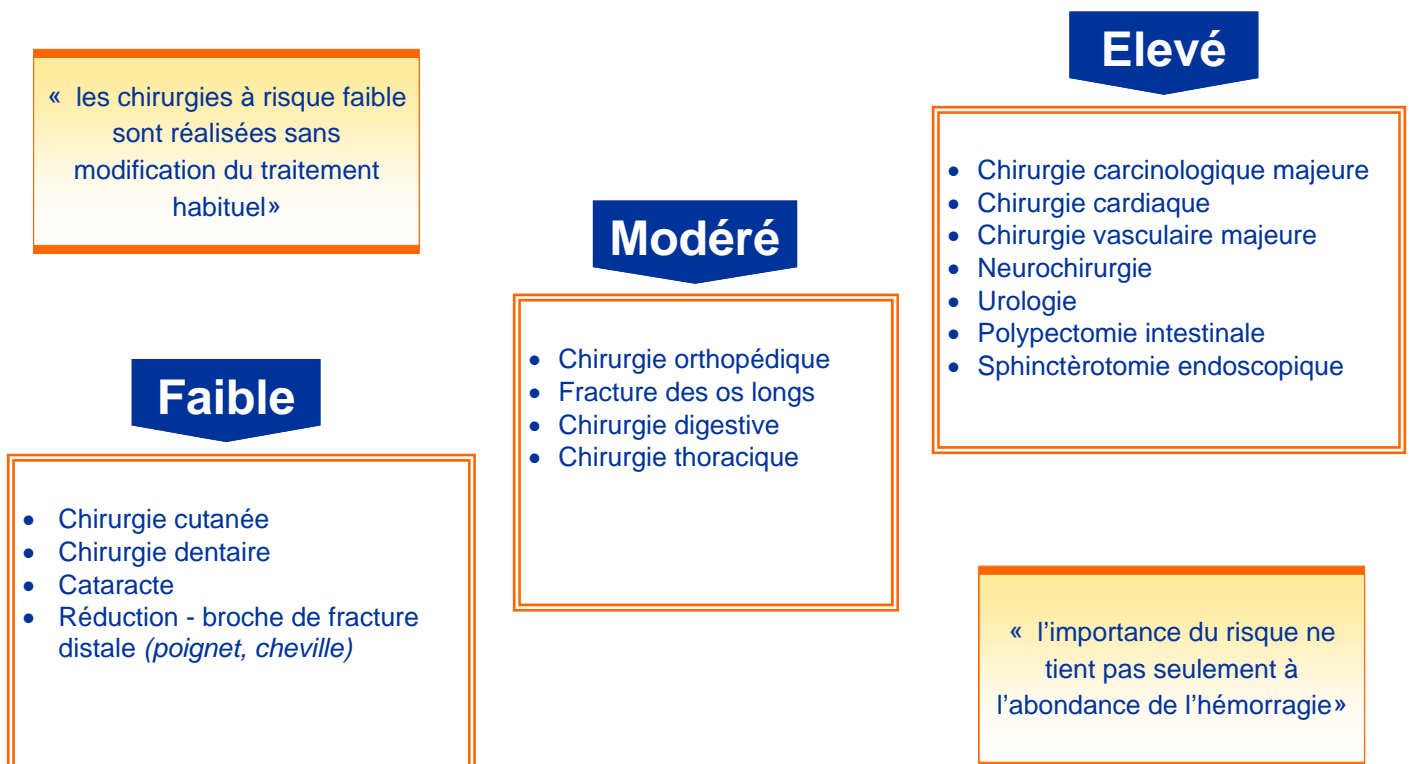 « les chirurgies à risque faible
sont réalisées sans
modification du traitement
habituel»
Faible
• Chirurgie cutanée
• Chirurgie dentaire
• Cataracte
• Réduction - broche de fracture
distale (poignet, cheville)
Modéré
• Chirurgie orthopédique
• Fracture des os longs
• Chirurgie digestive
• Chirurgie thoracique
Elevé
• Chirurgie carcinologique majeure
• Chirurgie cardiaque
• Chirurgie vasculaire majeure
• Neurochirurgie
• Urologie
• Polypectomie intestinale
• Sphinctèrotomie endoscopique
« l’importance du risque ne
tient pas seulement à
l’abondance de l’hémorragie»